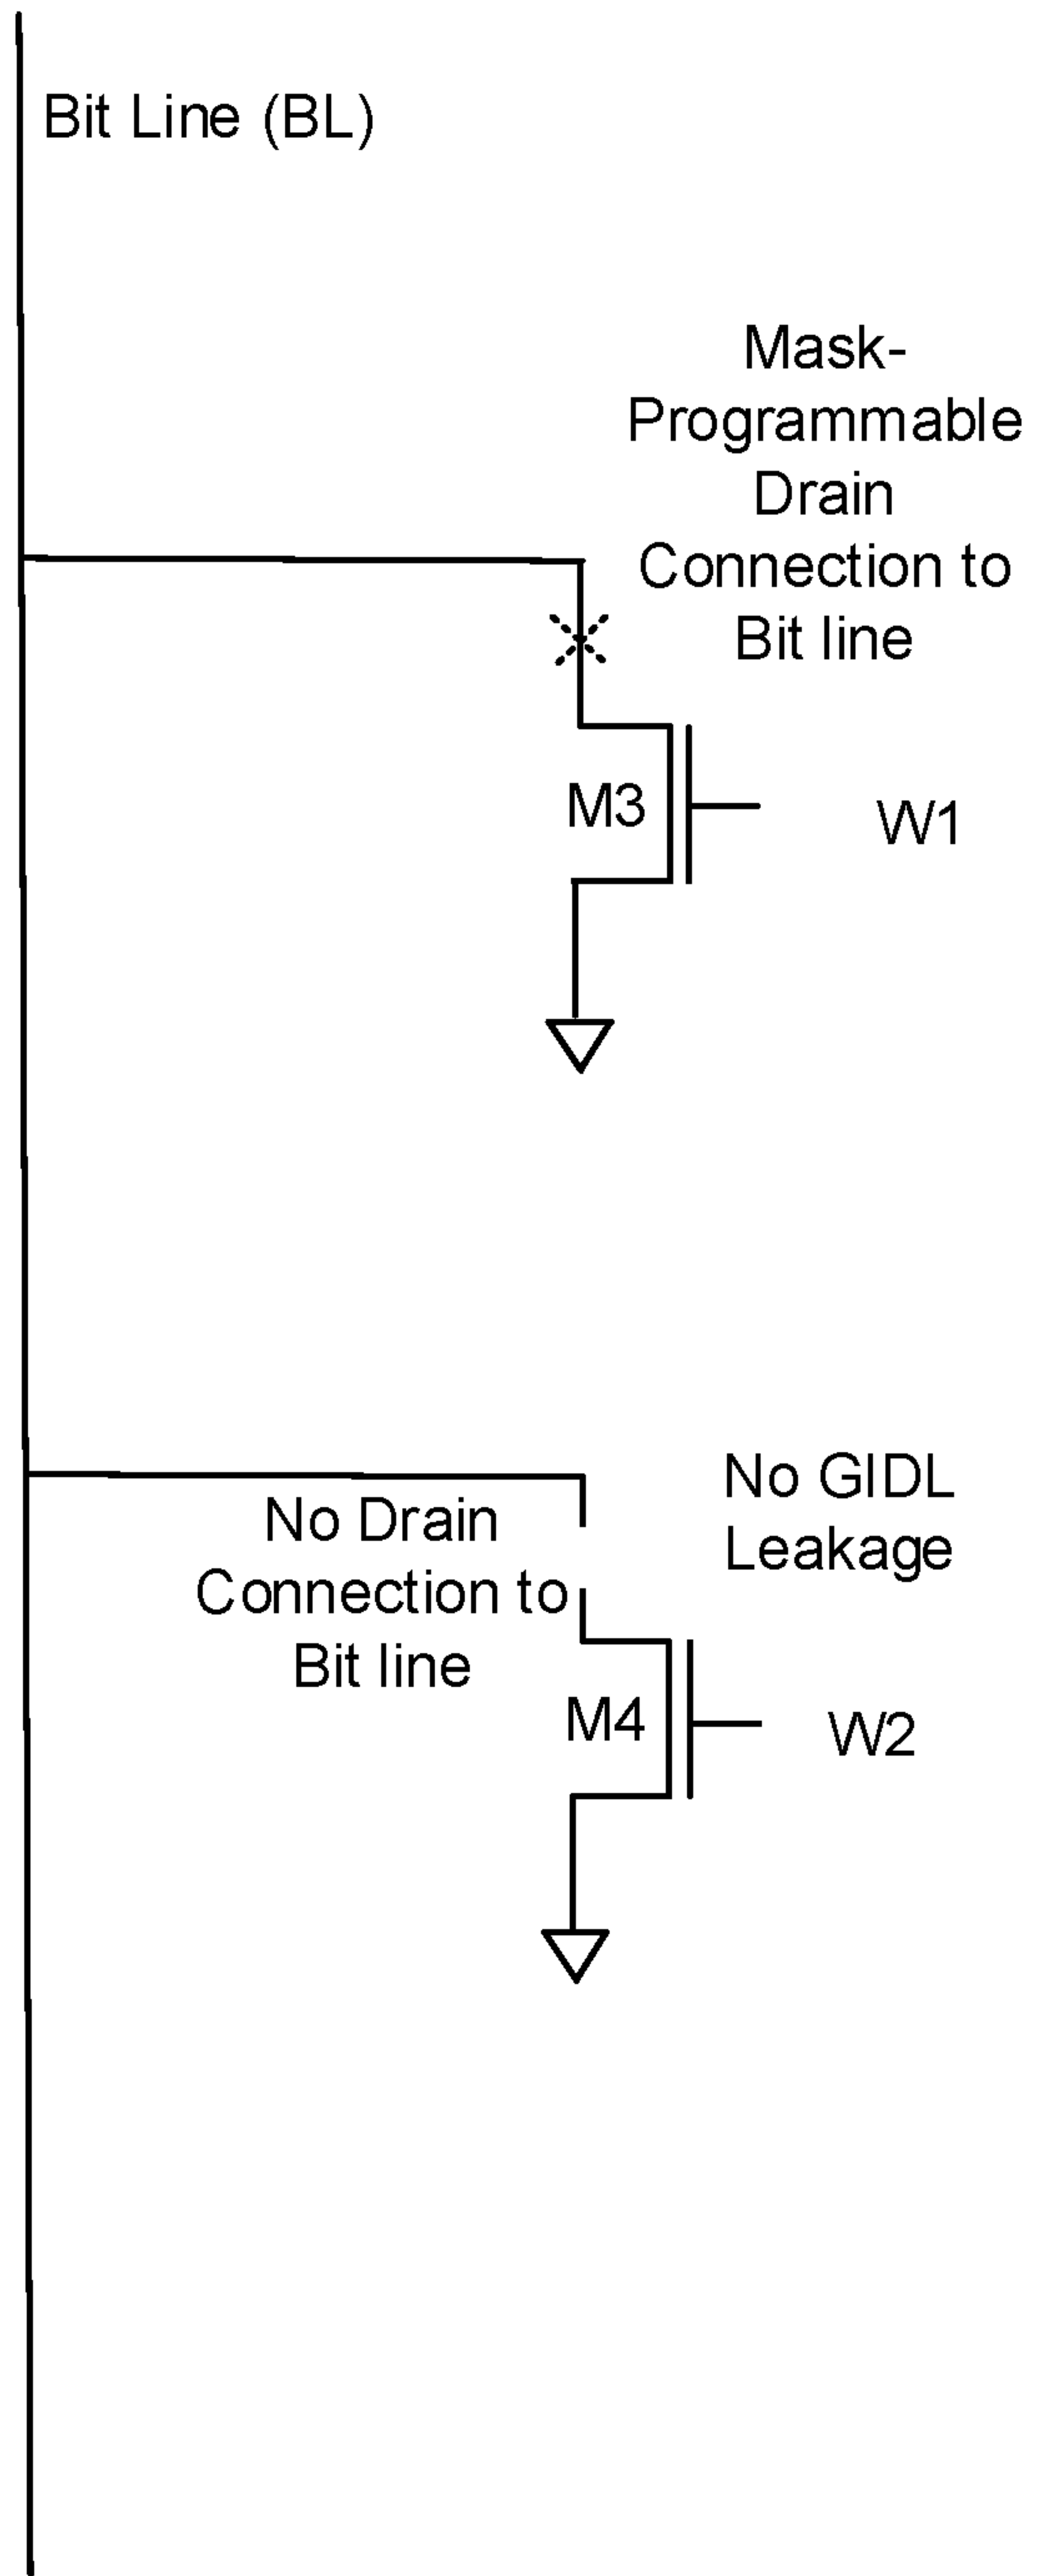 Bit Line (BL)
Mask-
Programmable
Drain
Connection to
Bit line
M3
W1
No GIDL
Leakage
No Drain
Connection to
Bit line
M4
W2